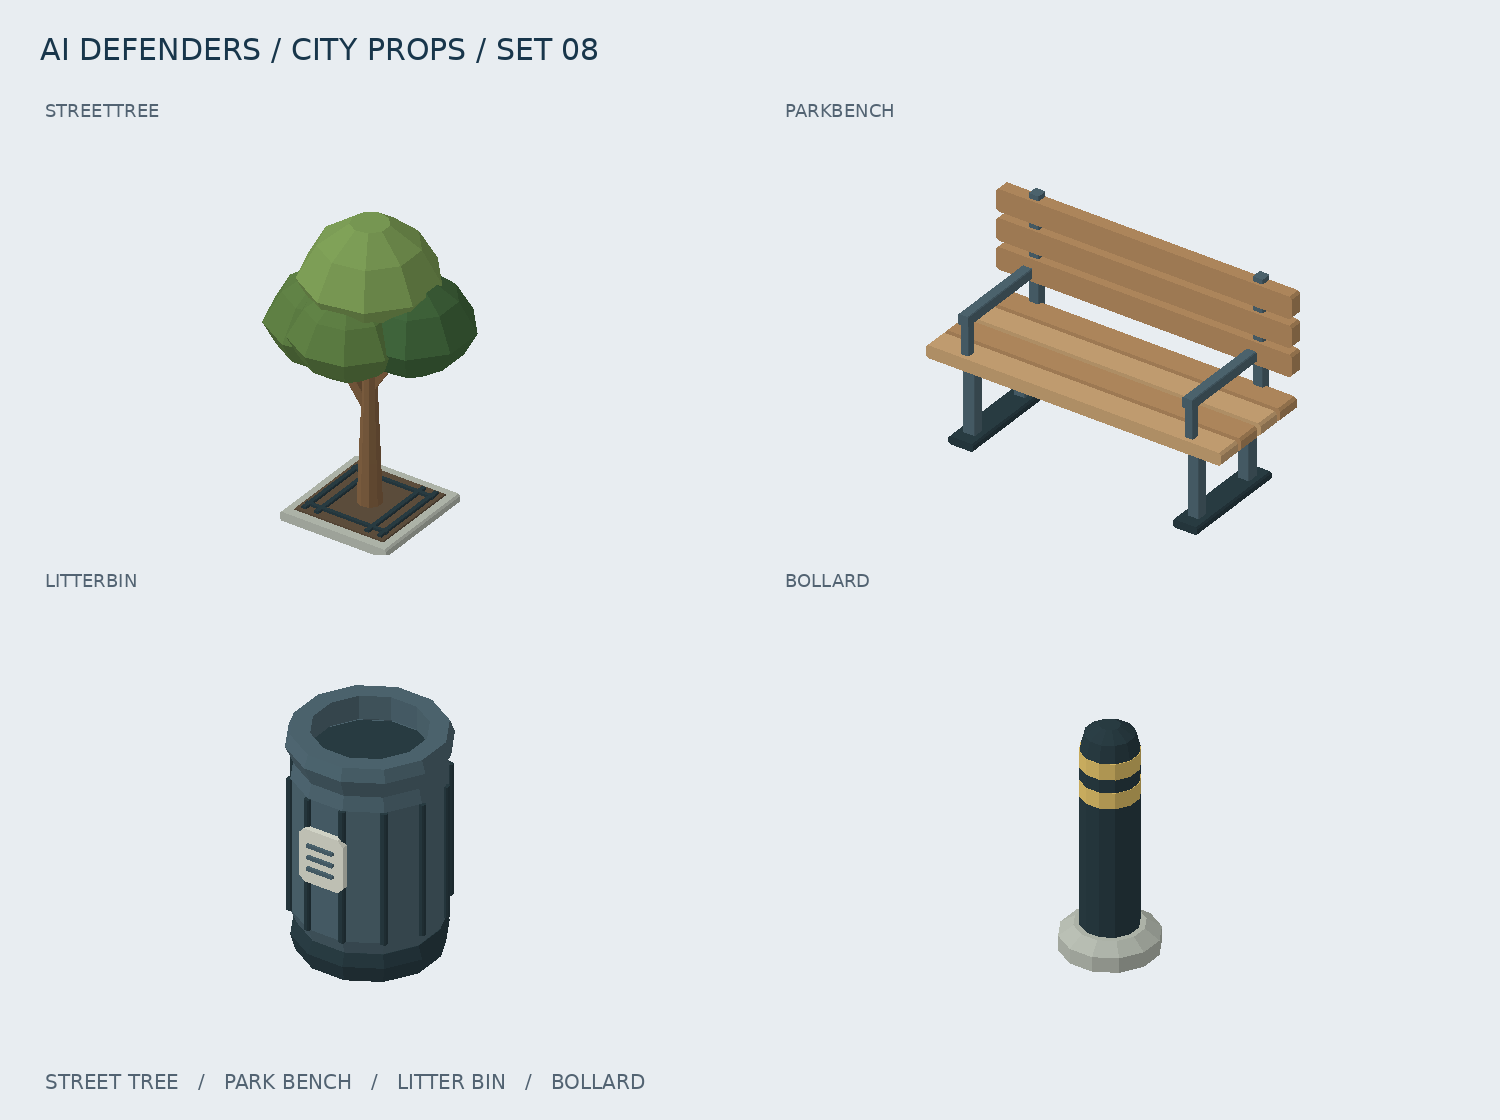 AI DEFENDERS / CITY PROPS / SET 08
STREETTREE
PARKBENCH
LITTERBIN
BOLLARD
STREET TREE / PARK BENCH / LITTER BIN / BOLLARD